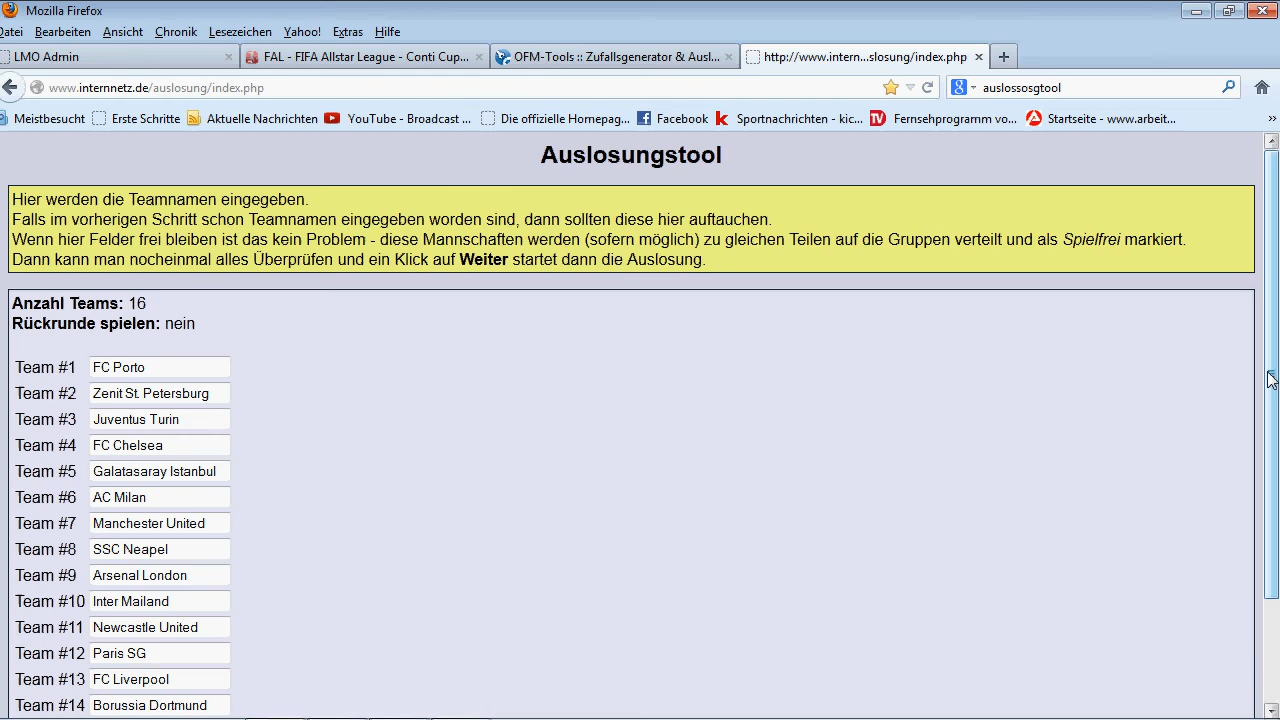 Mozilla Firefox
Datei Bearbeiten Ansicht Chronik Lesezeichen Yahoo! Extras Hilfe
LMO Admin
FAL - FIFA Allstar League - Conti Cup...
OFM-Tools :: Zufallsgenerator & Ausl...
http://www.intern...slosung/index.php
www.internnetz.de/auslosung/index.php
auslossosgtool
Meistbesucht Erste Schritte Aktuelle Nachrichten YouTube - Broadcast ... Die offizielle Homepag... Facebook Sportnachrichten - kic... Fernsehprogramm vo... Startseite - www.arbeit... »
Auslosungstool
Hier werden die Teamnamen eingegeben.
Falls im vorherigen Schritt schon Teamnamen eingegeben worden sind, dann sollten diese hier auftauchen.
Wenn hier Felder frei bleiben ist das kein Problem - diese Mannschaften werden (sofern möglich) zu gleichen Teilen auf die Gruppen verteilt und als Spielfrei markiert.
Dann kann man nocheinmal alles Überprüfen und ein Klick auf Weiter startet dann die Auslosung.
Anzahl Teams: 16
Rückrunde spielen: nein
Team #1 FC Porto
Team #2 Zenit St. Petersburg
Team #3 Juventus Turin
Team #4 FC Chelsea
Team #5 Galatasaray Istanbul
Team #6 AC Milan
Team #7 Manchester United
Team #8 SSC Neapel
Team #9 Arsenal London
Team #10 Inter Mailand
Team #11 Newcastle United
Team #12 Paris SG
Team #13 FC Liverpool
Team #14 Borussia Dortmund